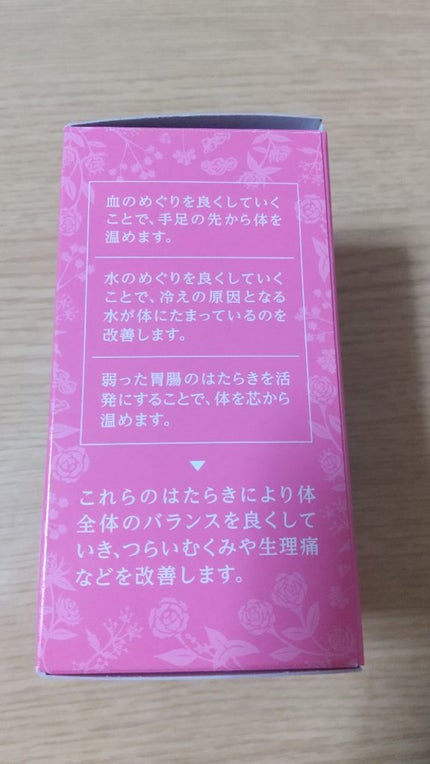 血のめぐりを良くしていく
ことで、手足の先から体を
温めます。
水のめぐりを良くしていく
ことで、冷えの原因となる
水が体にたまっているのを
改善します。
弱った胃腸のはたらきを活
発にすることで、体を芯から
温めます。
▼
これらのはたらきにより体
全体のバランスを良くして
いき、つらいむくみや生理痛
などを改善します。